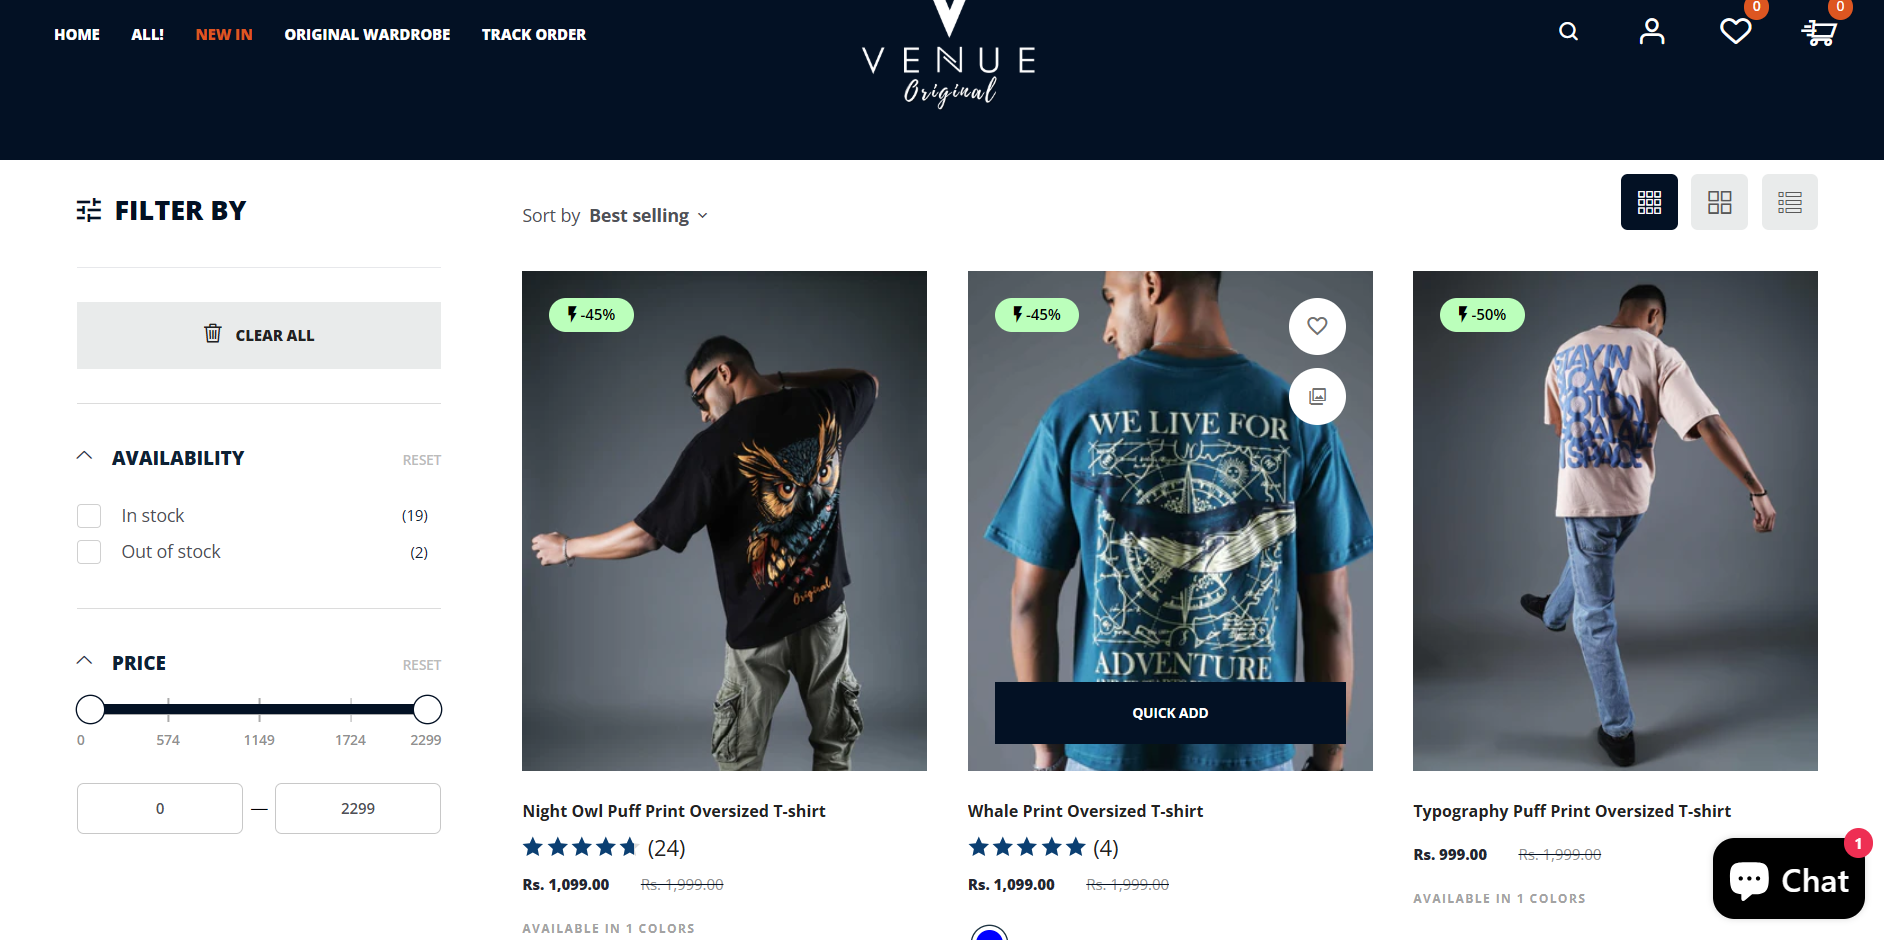 HOME ALL! NEW IN ORIGINAL WARDROBE TRACK ORDER
VENUE
Original
0
0
FILTER BY
CLEAR ALL
AVAILABILITY RESET
In stock (19)
Out of stock (2)
PRICE RESET
0 574 1149 1724 2299
0 — 2299
Sort by Best selling
-45%
Original
Night Owl Puff Print Oversized T-shirt
(24)
Rs. 1,099.00 Rs. 1,999.00
AVAILABLE IN 1 COLORS
-45%
WE LIVE FOR
ADVENTURE
QUICK ADD
Whale Print Oversized T-shirt
(4)
Rs. 1,099.00 Rs. 1,999.00
-50%
STAY IN
Typography Puff Print Oversized T-shirt
Rs. 999.00 Rs. 1,999.00
AVAILABLE IN 1 COLORS
1
Chat